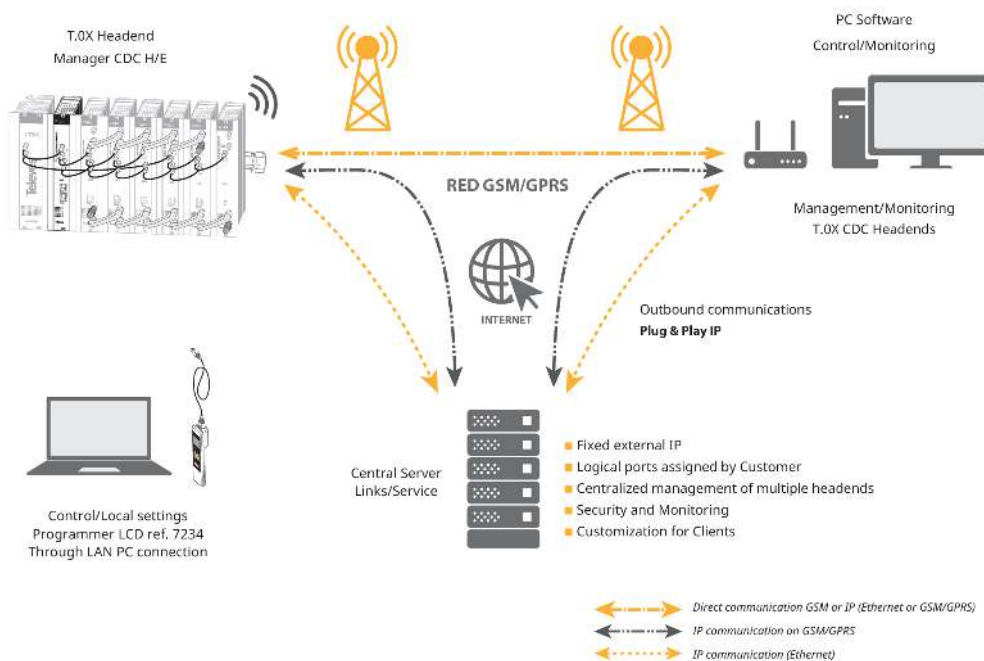 T.0X Headend
Manager CDC H/E
PC Software
Control/Monitoring
Televes
RED GSM/GPRS
Management/Monitoring
T.0X CDC Headends
INTERNET
Outbound communications
Plug & Play IP
Control/Local settings
Programmer LCD ref. 7234
Through LAN PC connection
Central Server
Links/Service
Fixed external IP
Logical ports assigned by Customer
Centralized management of multiple headends
Security and Monitoring
Customization for Clients
Direct communication GSM or IP (Ethernet or GSM/GPRS)
IP communication on GSM/GPRS
IP communication (Ethernet)